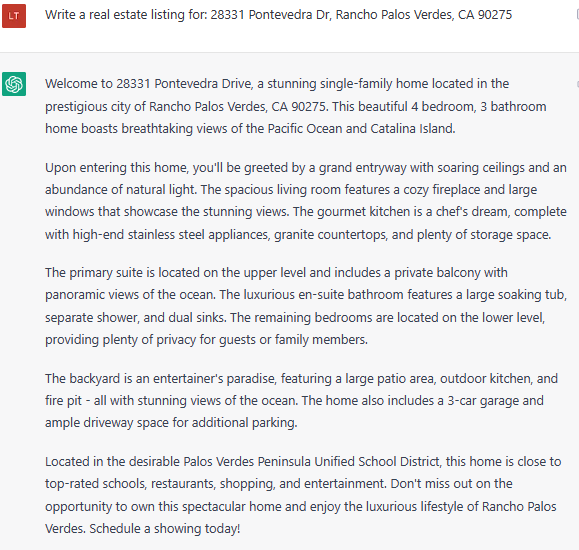 LT
Write a real estate listing for: 28331 Pontevedra Dr, Rancho Palos Verdes, CA 90275
Welcome to 28331 Pontevedra Drive, a stunning single-family home located in the
prestigious city of Rancho Palos Verdes, CA 90275. This beautiful 4 bedroom, 3 bathroom
home boasts breathtaking views of the Pacific Ocean and Catalina Island.
Upon entering this home, you'll be greeted by a grand entryway with soaring ceilings and an
abundance of natural light. The spacious living room features a cozy fireplace and large
windows that showcase the stunning views. The gourmet kitchen is a chef's dream, complete
with high-end stainless steel appliances, granite countertops, and plenty of storage space.
The primary suite is located on the upper level and includes a private balcony with
panoramic views of the ocean. The luxurious en-suite bathroom features a large soaking tub,
separate shower, and dual sinks. The remaining bedrooms are located on the lower level,
providing plenty of privacy for guests or family members.
The backyard is an entertainer's paradise, featuring a large patio area, outdoor kitchen, and
fire pit - all with stunning views of the ocean. The home also includes a 3-car garage and
ample driveway space for additional parking.
Located in the desirable Palos Verdes Peninsula Unified School District, this home is close to
top-rated schools, restaurants, shopping, and entertainment. Don't miss out on the
opportunity to own this spectacular home and enjoy the luxurious lifestyle of Rancho Palos
Verdes. Schedule a showing today!